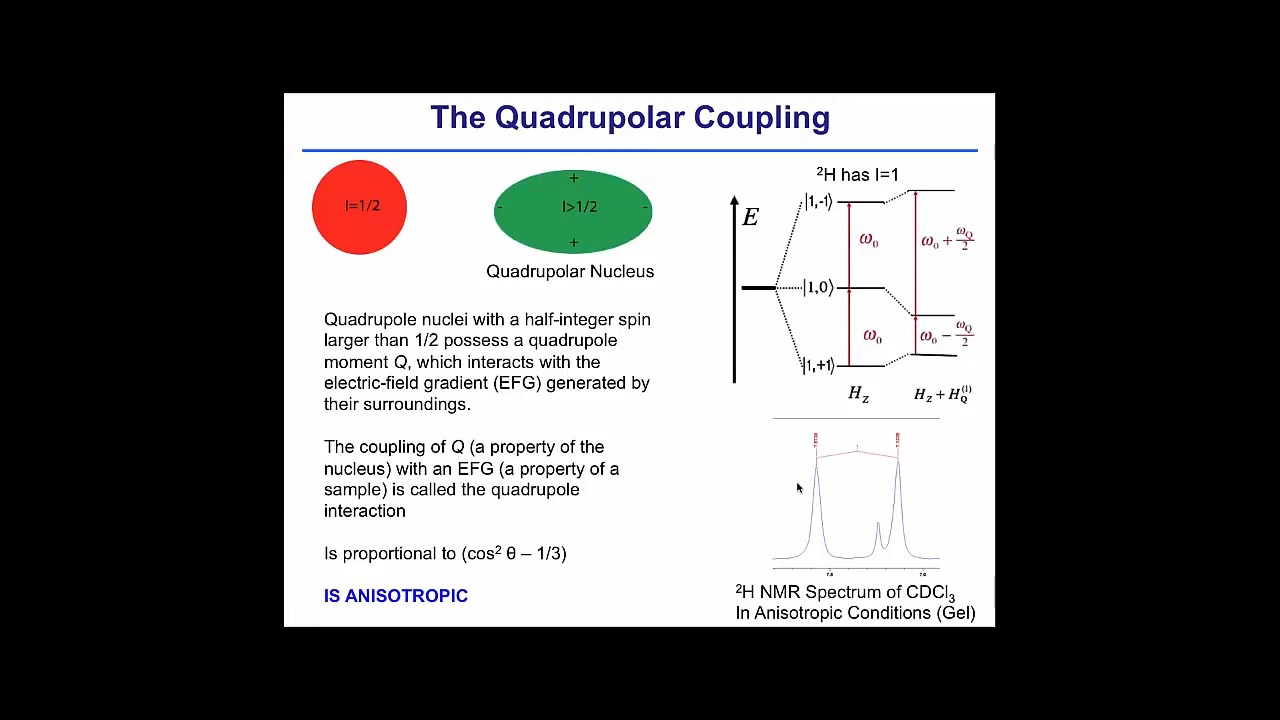 The Quadrupolar Coupling
I=1/2
+
- I>1/2 -
+
Quadrupolar Nucleus
Quadrupole nuclei with a half-integer spin
larger than 1/2 possess a quadrupole
moment Q, which interacts with the
electric-field gradient (EFG) generated by
their surroundings.
The coupling of Q (a property of the
nucleus) with an EFG (a property of a
sample) is called the quadrupole
interaction
Is proportional to (cos² θ – 1/3)
IS ANISOTROPIC
²H has I=1
E
|1,-1⟩
ω₀
ω₀ + ω_Q/2
|1,0⟩
ω₀
ω₀ − ω_Q/2
|1,+1⟩
H_Z
H_Z + H_Q^(1)
7.0
²H NMR Spectrum of CDCl₃
In Anisotropic Conditions (Gel)